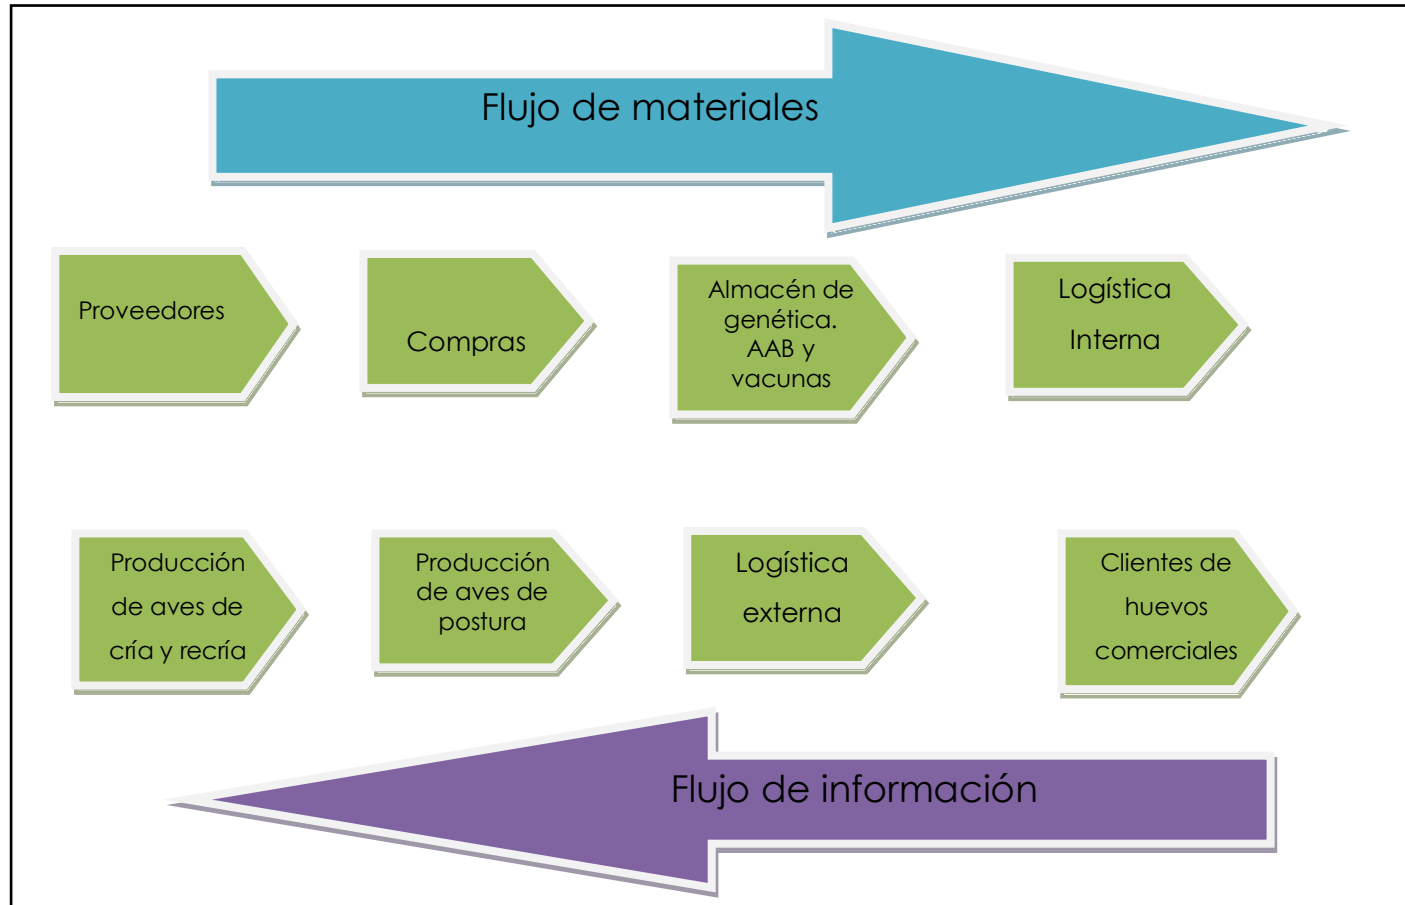 Flujo de materiales
Proveedores
Compras
Almacén de
genética.
AAB y
vacunas
Logística
Interna
Producción
de aves de
cría y recría
Producción
de aves de
postura
Logística
externa
Clientes de
huevos
comerciales
Flujo de información